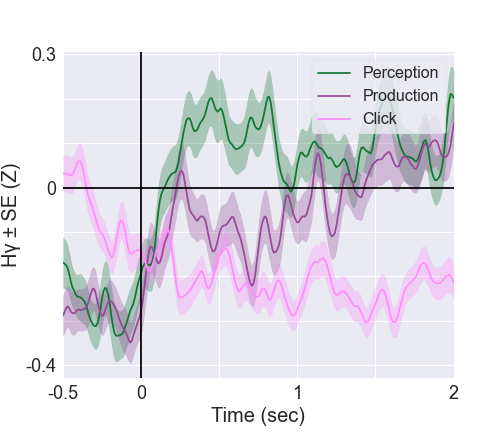 0.3
Perception
Production
Click
0
-0.4
Hγ ± SE (Z)
-0.5
0
1
2
Time (sec)